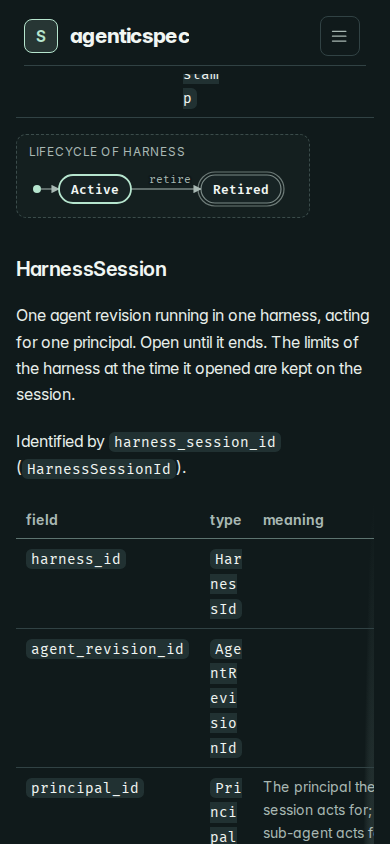 S agenticspec
stam
p
LIFECYCLE OF HARNESS
Active retire Retired
HarnessSession
One agent revision running in one harness, acting
for one principal. Open until it ends. The limits of
the harness at the time it opened are kept on the
session.
Identified by harness_session_id
(HarnessSessionId).
field type meaning
harness_id Har
nes
sId
agent_revision_id Age
ntR
evi
sio
nId
principal_id Pri The principal the
nci session acts for;
pal sub-agent acts f